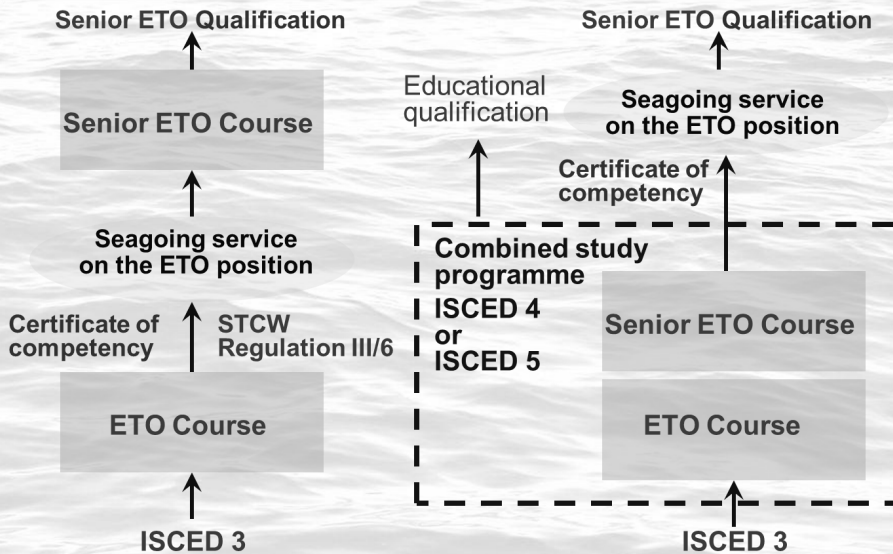 Senior ETO Qualification
Senior ETO Course
Seagoing service
on the ETO position
Certificate of
competency
STCW
Regulation III/6
ETO Course
ISCED 3
Senior ETO Qualification
Educational
qualification
Seagoing service
on the ETO position
Certificate of
competency
Combined study
programme
ISCED 4
or
ISCED 5
Senior ETO Course
ETO Course
ISCED 3